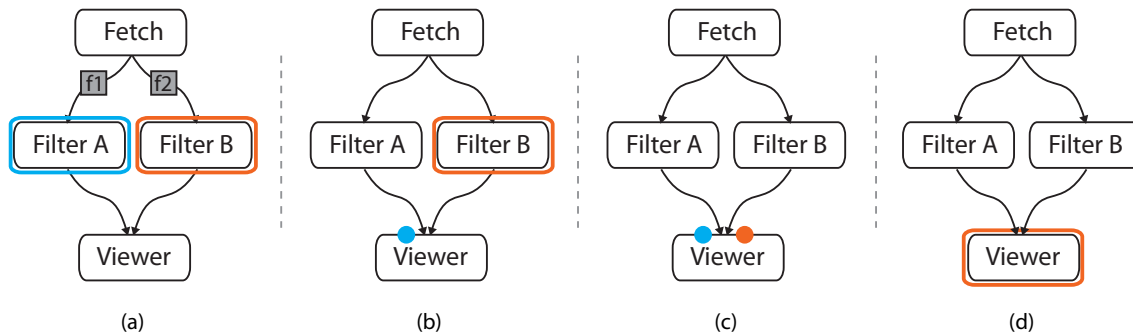 Fetch Fetch Fetch Fetch
f1 f2
Filter A Filter B Filter A Filter B Filter A Filter B Filter A Filter B
Viewer Viewer Viewer Viewer
(a) (b) (c) (d)